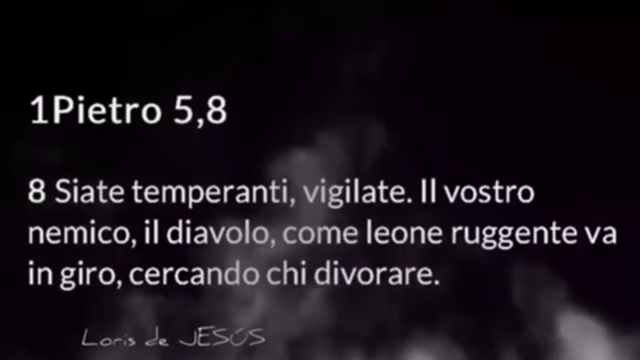 1Pietro 5,8
8 Siate temperanti, vigilate. Il vostro
nemico, il diavolo, come leone ruggente va
in giro, cercando chi divorare.
Loris de JESÚS